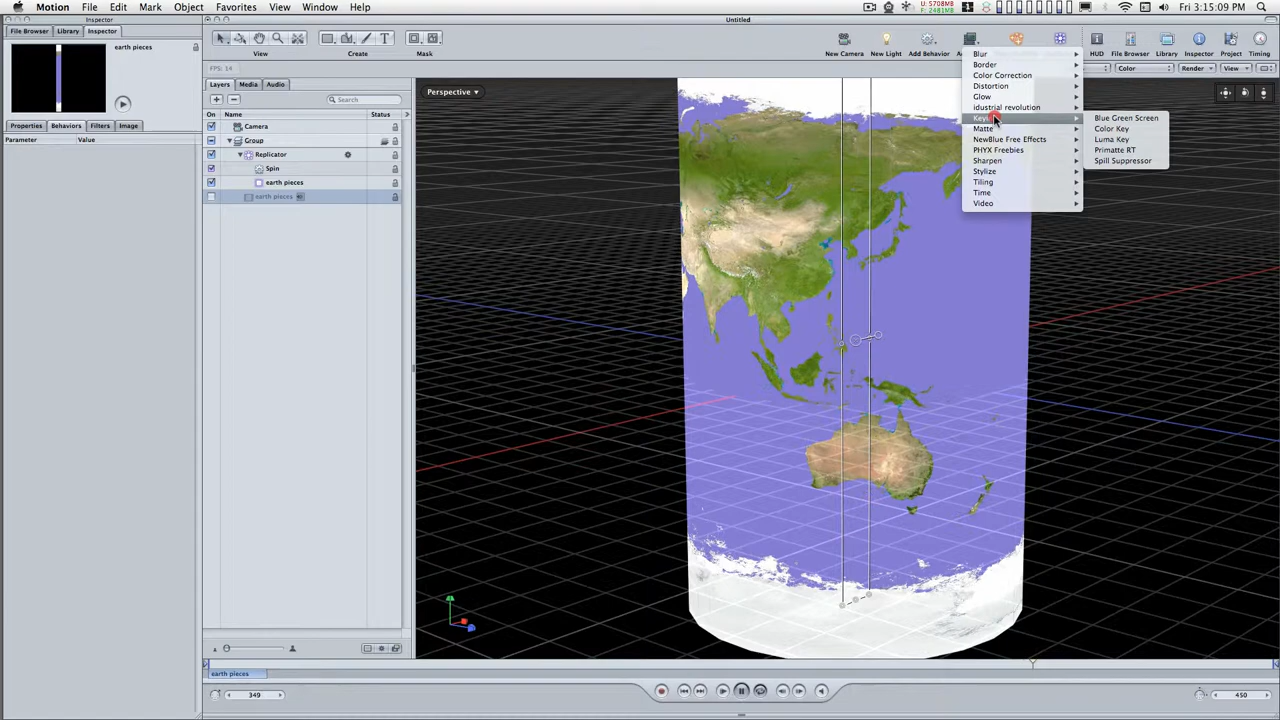 Motion File Edit Mark Object Favorites View Window Help
U: 5708MB
F: 2481MB
Fri 3:15:09 PM
Inspector
Untitled
File Browser Library Inspector
earth pieces
View Create Mask
New Camera New Light Add Behavior
HUD File Browser Library Inspector Project Timing
FPS: 14
Color Render View
Layers Media Audio
Search
Name Status
Camera
Group
Replicator
Spin
earth pieces
earth pieces
Properties Behaviors Filters Image
Parameter Value
Perspective
Blur
Border
Color Correction
Distortion
Glow
idustrial revolution
Matte
NewBlue Free Effects
PHYX Freebies
Sharpen
Stylize
Tiling
Time
Video
Blue Green Screen
Color Key
Luma Key
Primatte RT
Spill Suppressor
earth pieces
349
450